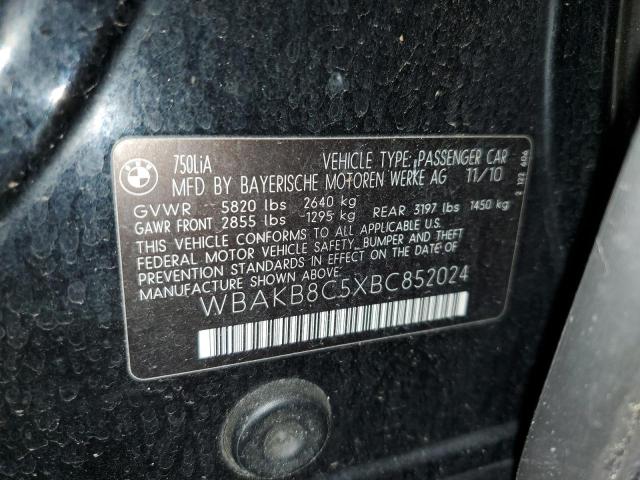 750LiA VEHICLE TYPE: PASSENGER CAR
MFD BY BAYERISCHE MOTOREN WERKE AG 11/10
GVWR 5820 lbs 2640 kg
GAWR FRONT 2855 lbs -1295 kg REAR 3197 lbs 1450 kg
THIS VEHICLE CONFORMS TO ALL APPLICABLE
FEDERAL MOTOR VEHICLE SAFETY, BUMPER AND THEFT
PREVENTION STANDARDS IN EFFECT ON THE DATE OF
MANUFACTURE SHOWN ABOVE:
WBAKB8C5XBC852024